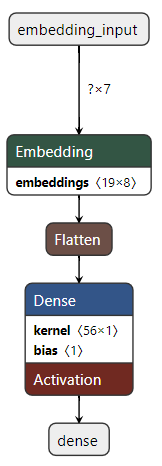 embedding_input
?×7
Embedding
embeddings ⟨19×8⟩
Flatten
Dense
kernel ⟨56×1⟩
bias ⟨1⟩
Activation
dense